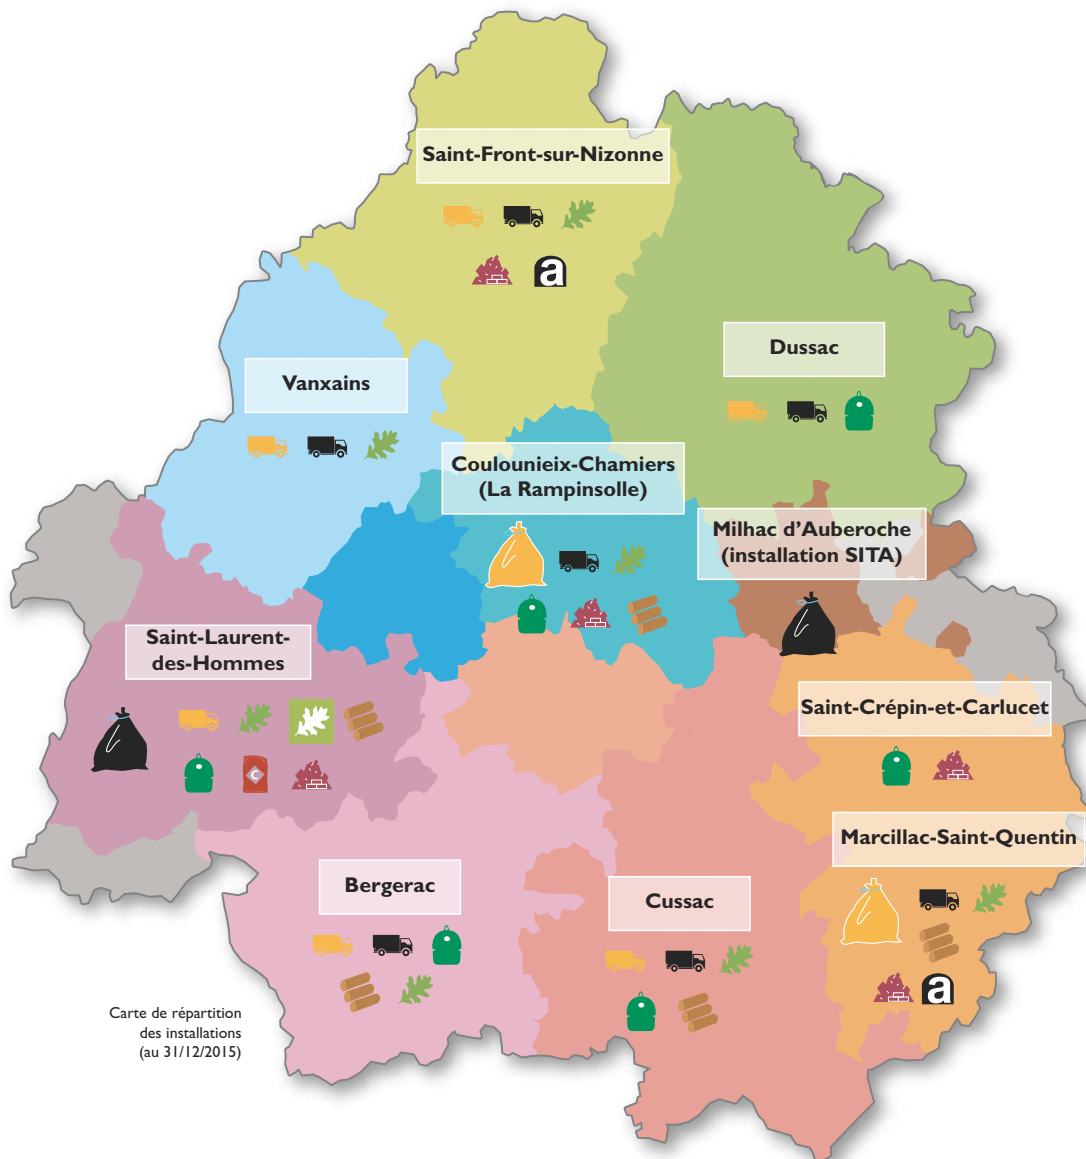 Saint-Front-sur-Nizonne
a
Dussac
Vanxains
Coulounieix-Chamiers
(La Rampinsolle)
Milhac d'Auberoche
(installation SITA)
Saint-Laurent-
des-Hommes
C
Saint-Crépin-et-Carlucet
Marcillac-Saint-Quentin
a
Bergerac
Cussac
Carte de répartition
des installations
(au 31/12/2015)